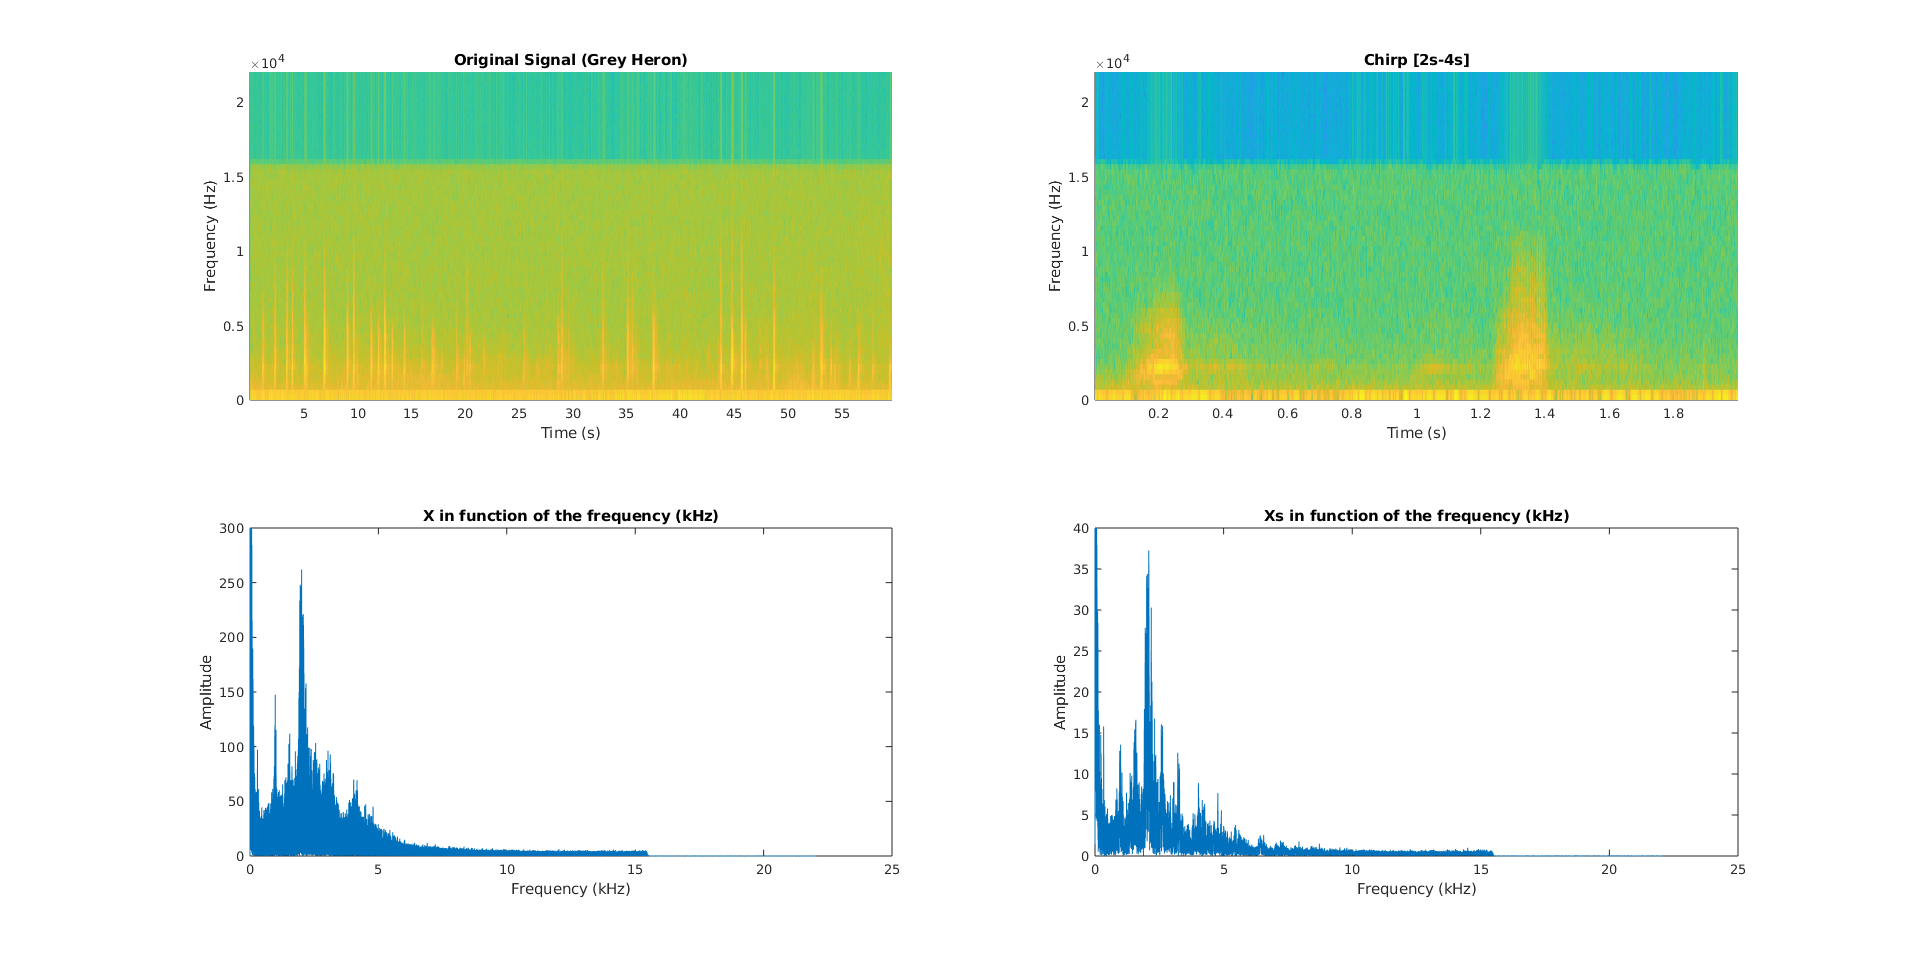 Original Signal (Grey Heron)
×10^4
2
1.5
1
0.5
0
Frequency (Hz)
5 10 15 20 25 30 35 40 45 50 55
Time (s)
Chirp [2s-4s]
×10^4
2
1.5
1
0.5
0
Frequency (Hz)
0.2 0.4 0.6 0.8 1 1.2 1.4 1.6 1.8
Time (s)
X in function of the frequency (kHz)
300
250
200
150
100
50
0
Amplitude
0 5 10 15 20 25
Frequency (kHz)
Xs in function of the frequency (kHz)
40
35
30
25
20
15
10
5
0
Amplitude
0 5 10 15 20 25
Frequency (kHz)